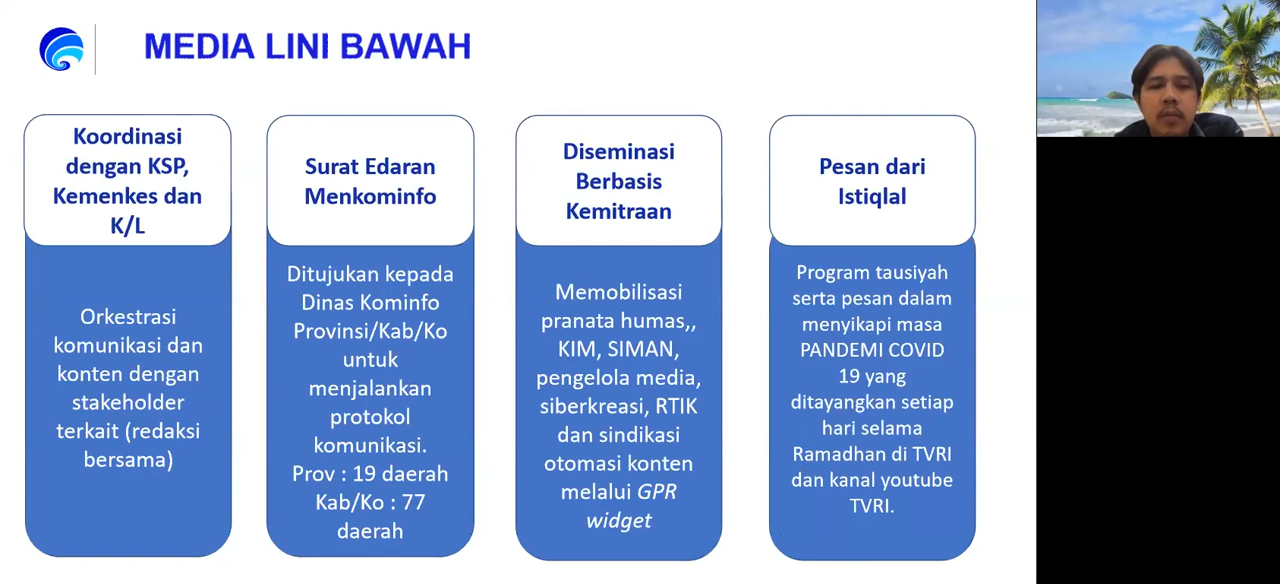 MEDIA LINI BAWAH
Koordinasi
dengan KSP,
Kemenkes dan
K/L
Orkestrasi
komunikasi dan
konten dengan
stakeholder
terkait (redaksi
bersama)
Surat Edaran
Menkominfo
Ditujukan kepada
Dinas Kominfo
Provinsi/Kab/Ko
untuk
menjalankan
protokol
komunikasi.
Prov : 19 daerah
Kab/Ko : 77
daerah
Diseminasi
Berbasis
Kemitraan
Memobilisasi
pranata humas,,
KIM, SIMAN,
pengelola media,
siberkreasi, RTIK
dan sindikasi
otomasi konten
melalui GPR
widget
Pesan dari
Istiqlal
Program tausiyah
serta pesan dalam
menyikapi masa
PANDEMI COVID
19 yang
ditayangkan setiap
hari selama
Ramadhan di TVRI
dan kanal youtube
TVRI.